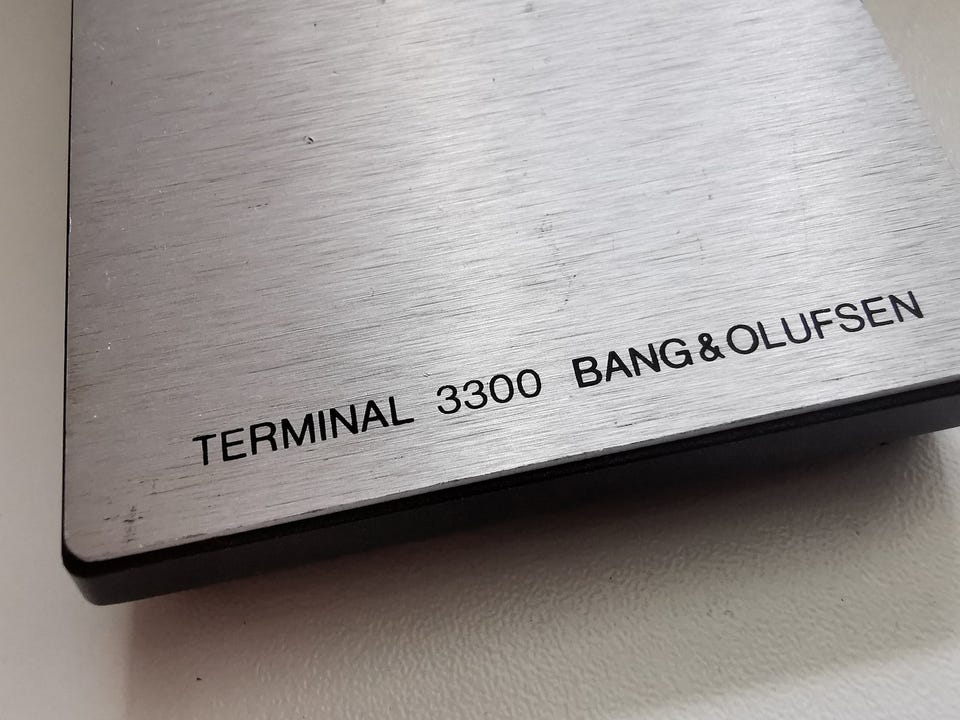 TERMINAL 3300 BANG&OLUFSEN